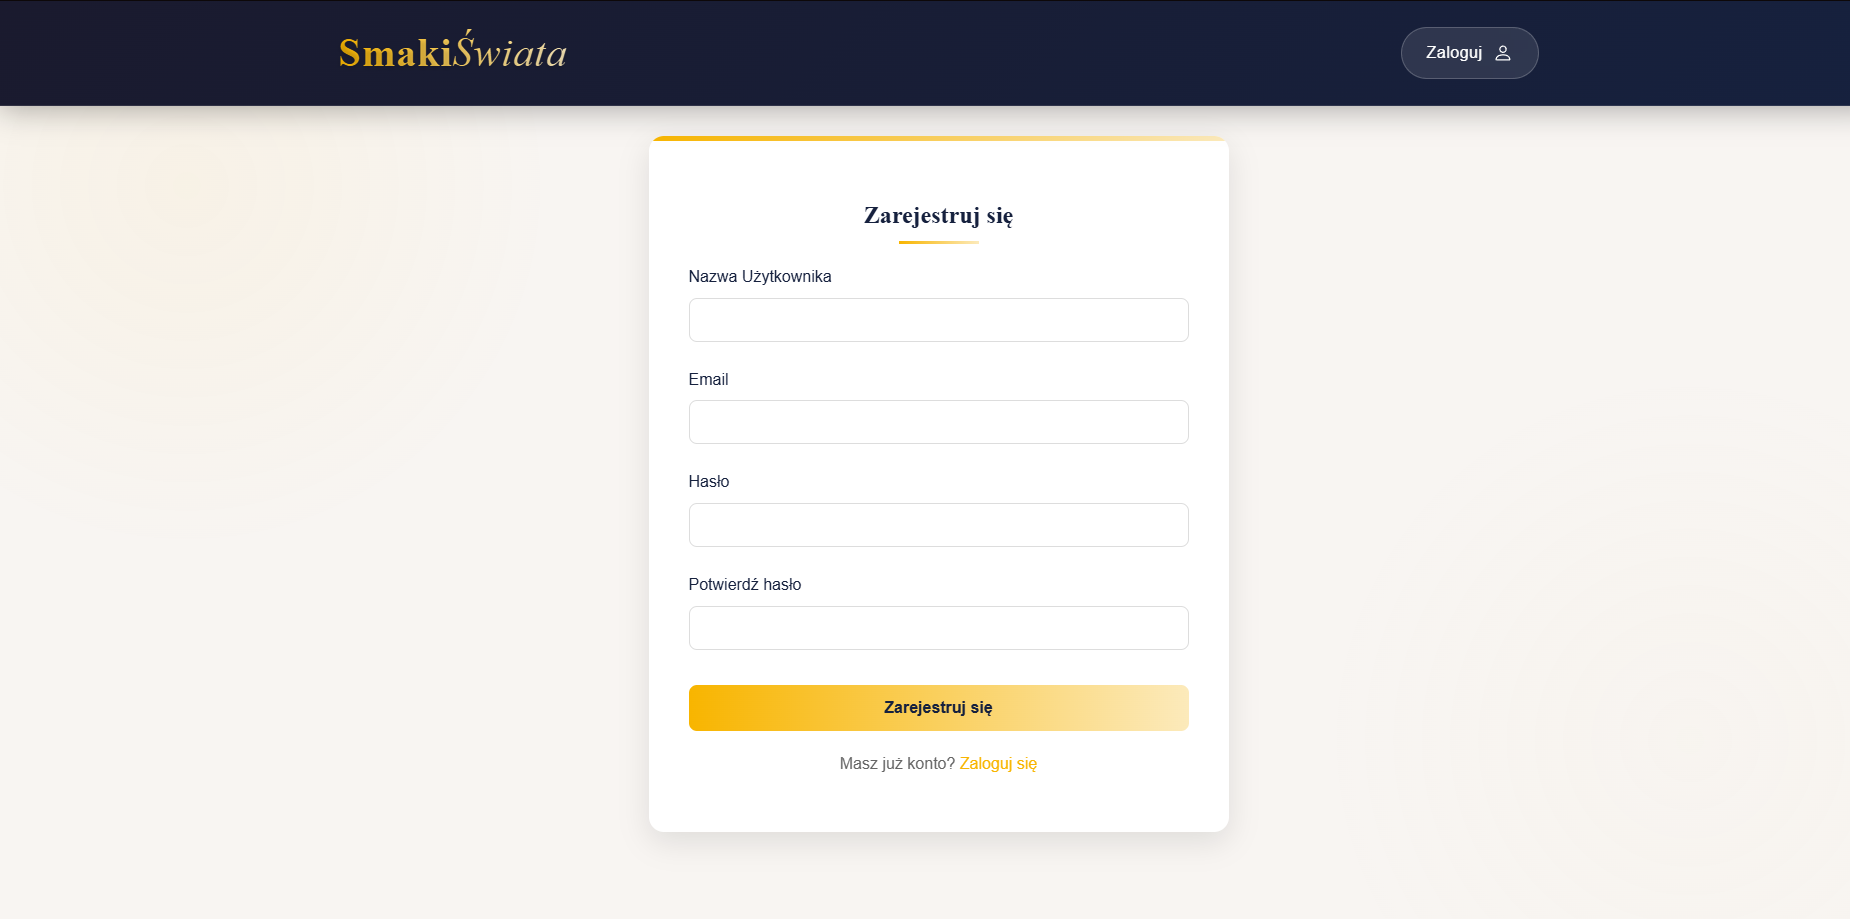 SmakiŚwiata
Zaloguj
Zarejestruj się
Nazwa Użytkownika
Email
Hasło
Potwierdź hasło
Zarejestruj się
Masz już konto? Zaloguj się